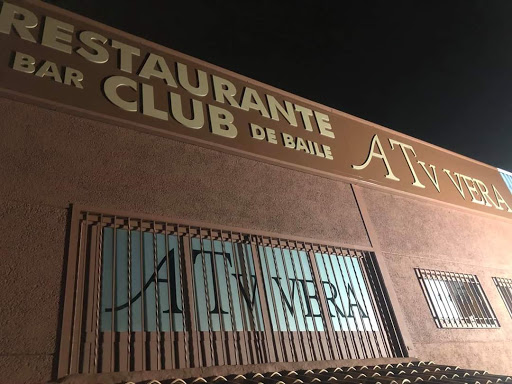 RESTAURANTE
BAR CLUB DE BAILE
ATV VERA
ATV VERA